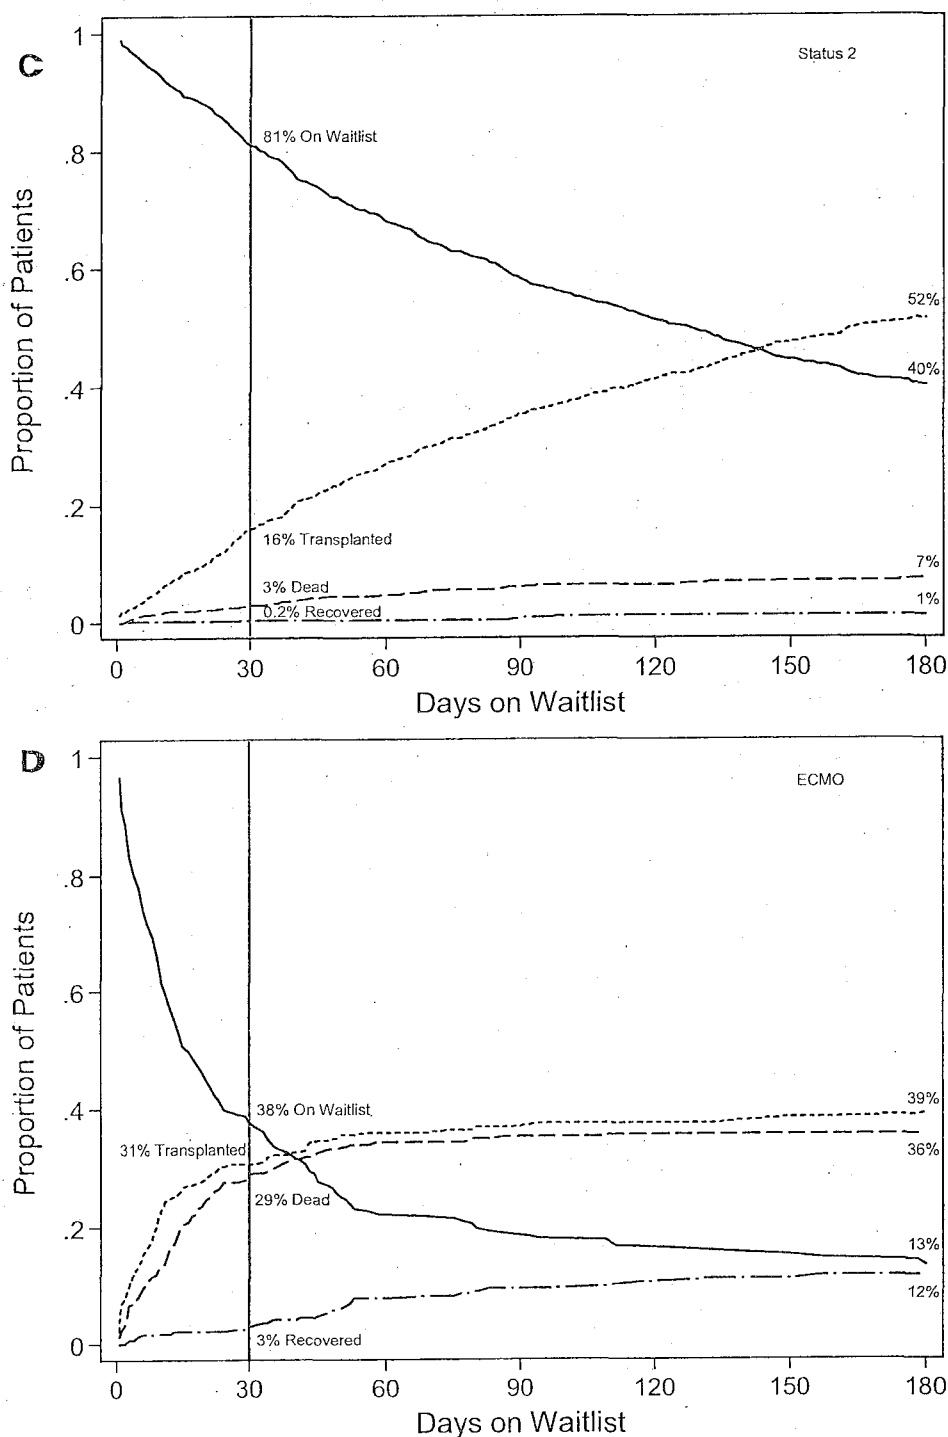 C
Status 2
1
.8
.6
.4
.2
0
Proportion of Patients
81% On Waitlist
52%
40%
16% Transplanted
3% Dead
0.2% Recovered
7%
1%
0 30 60 90 120 150 180
Days on Waitlist
D
ECMO
1
.8
.6
.4
.2
0
Proportion of Patients
38% On Waitlist
31% Transplanted
29% Dead
3% Recovered
39%
36%
13%
12%
0 30 60 90 120 150 180
Days on Waitlist